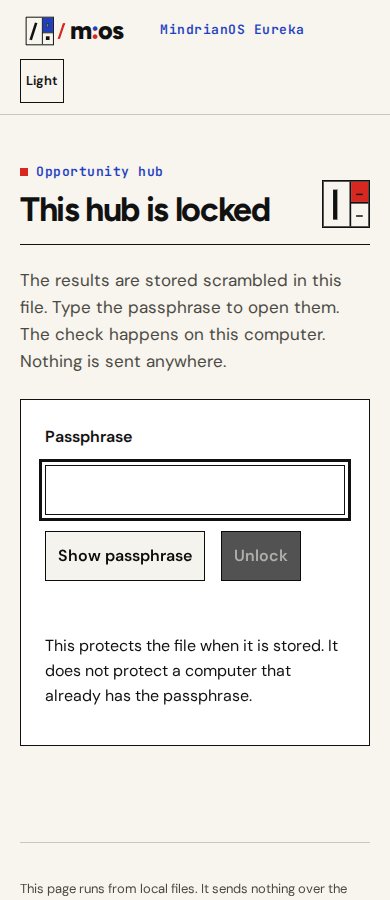 m:os
MindrianOS Eureka
Light
Opportunity hub
This hub is locked
The results are stored scrambled in this
file. Type the passphrase to open them.
The check happens on this computer.
Nothing is sent anywhere.
Passphrase
Show passphrase
Unlock
This protects the file when it is stored. It
does not protect a computer that
already has the passphrase.
This page runs from local files. It sends nothing over the